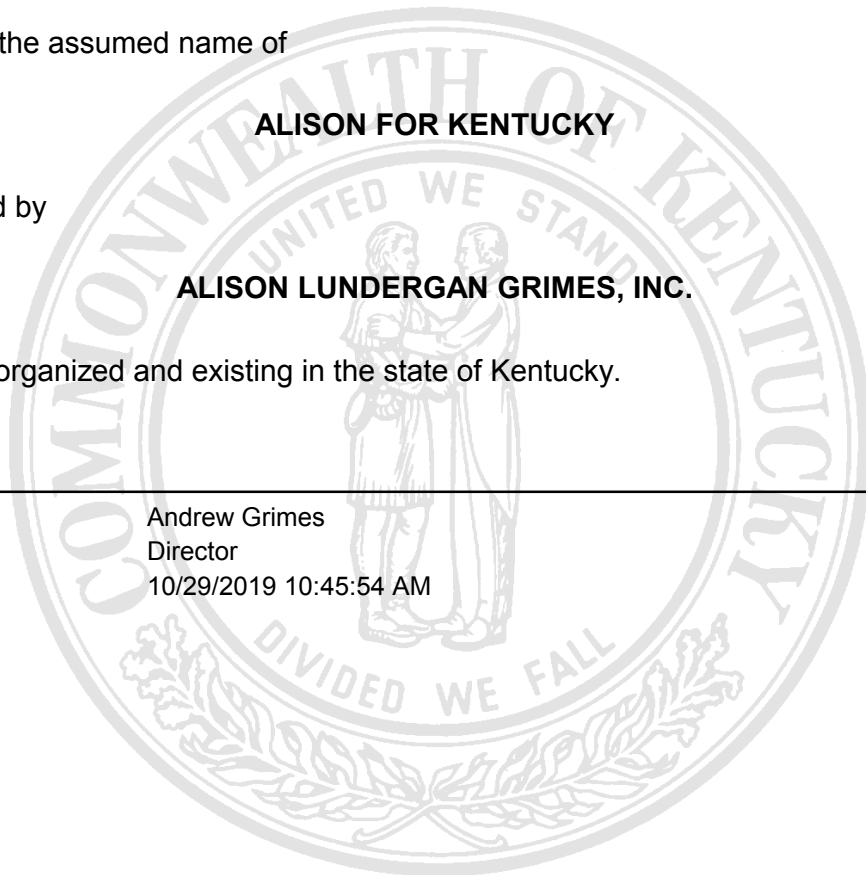 the assumed name of
ALISON FOR KENTUCKY
d by
ALISON LUNDERGAN GRIMES, INC.
organized and existing in the state of Kentucky.
Andrew Grimes
Director
10/29/2019 10:45:54 AM
COMMONWEALTH OF KENTUCKY
UNITED WE STAND
DIVIDED WE FALL